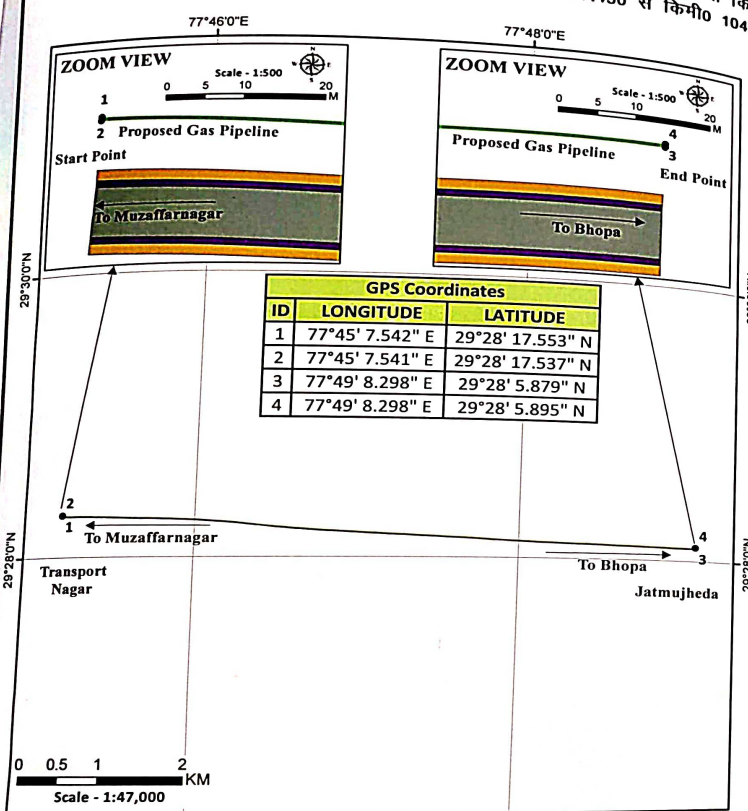 से किमी0 104
77°46'0"E
77°48'0"E
ZOOM VIEW
Scale - 1:500
N
0 5 10 20
M
1
2 Proposed Gas Pipeline
Start Point
To Muzaffarnagar
ZOOM VIEW
Scale - 1:500
N
0 5 10 20
M
4
Proposed Gas Pipeline 3
End Point
To Bhopa
29°30'0"N
GPS Coordinates
ID LONGITUDE LATITUDE
1 77°45' 7.542" E 29°28' 17.553" N
2 77°45' 7.541" E 29°28' 17.537" N
3 77°49' 8.298" E 29°28' 5.879" N
4 77°49' 8.298" E 29°28' 5.895" N
2
1
To Muzaffarnagar
4
3
To Bhopa
29°28'0"N
29°28'0"N
Transport
Nagar
Jatmujheda
0 0.5 1 2
KM
Scale - 1:47,000